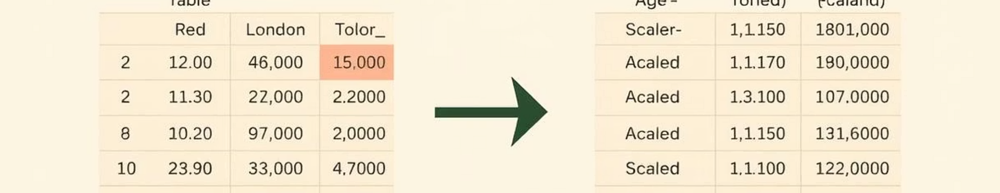 Table
Red London Tolor_
2 12.00 46,000 15,000
2 11.30 22,000 2.2000
8 10.20 97,000 2,0000
10 23.90 33,000 4,7000
Age -
Scaler- 1,1.150 1801,000
Acaled 1,1.170 190,0000
Acaled 1.3.100 107.0000
Acaled 1,1.150 131,6000
Scaled 1,1.100 122,0000